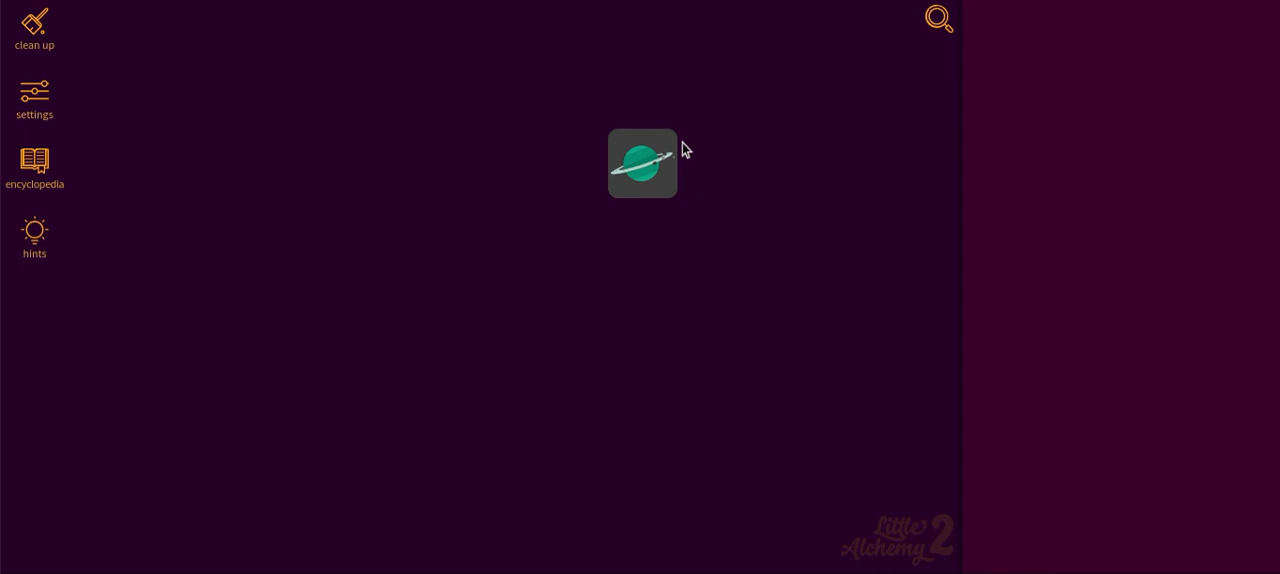 clean up
settings
encyclopedia
hints
Little
Alchemy 2